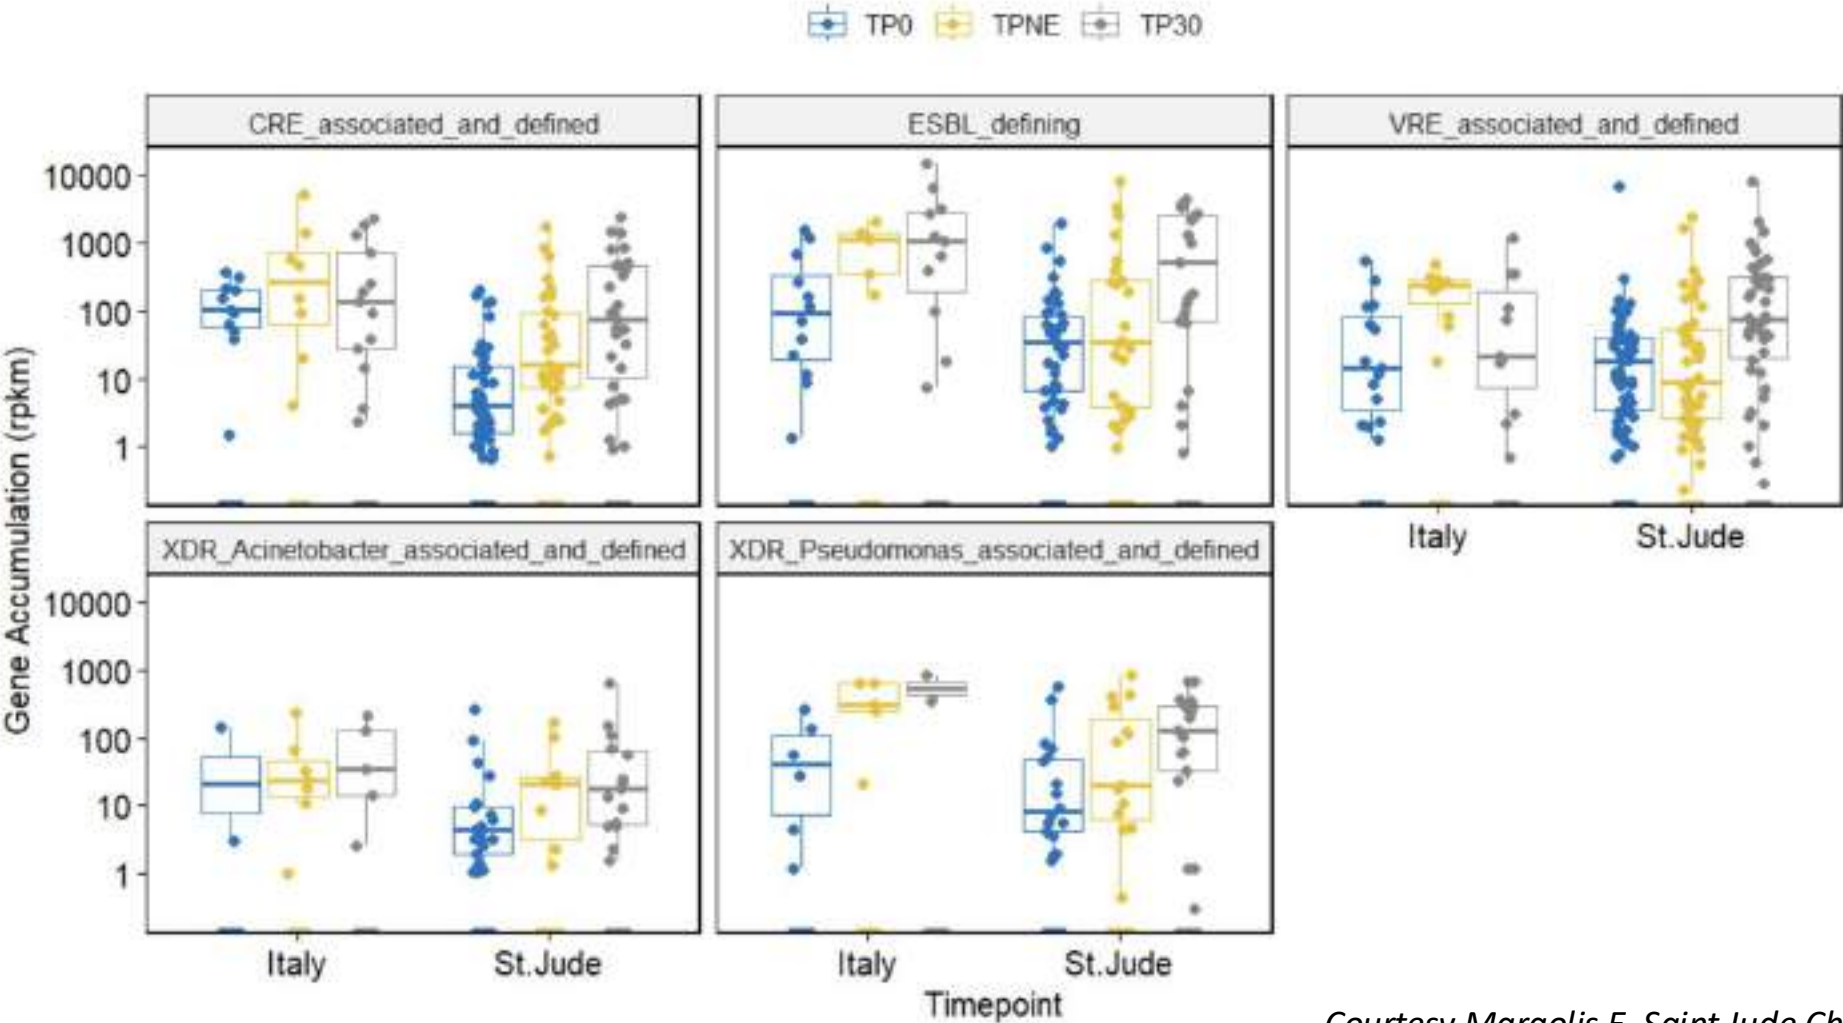 TP0 TPNE TP30
CRE_associated_and_defined ESBL_defining VRE_associated_and_defined
10000
1000
100
10
1
Italy St.Jude
XDR_Acinetobacter_associated_and_defined XDR_Pseudomonas_associated_and_defined
10000
1000
100
10
1
Gene Accumulation (rpkm)
Italy St.Jude Italy St.Jude
Timepoint
Courtesy Margolis E, Saint Jude Ch